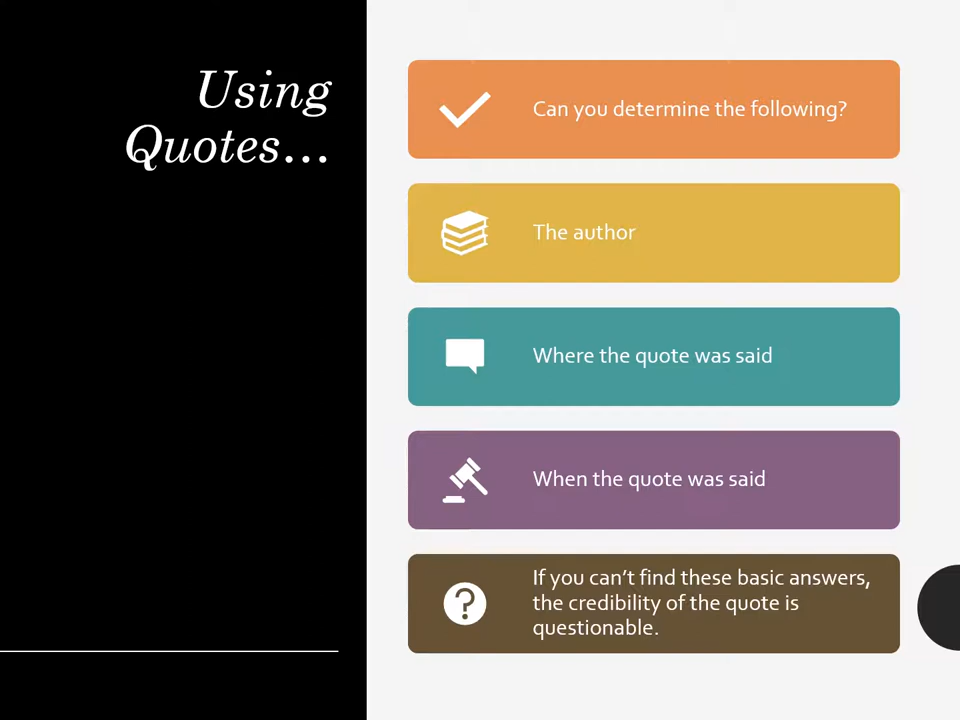 Using
Quotes...
Can you determine the following?
The author
Where the quote was said
When the quote was said
If you can’t find these basic answers,
the credibility of the quote is
questionable.